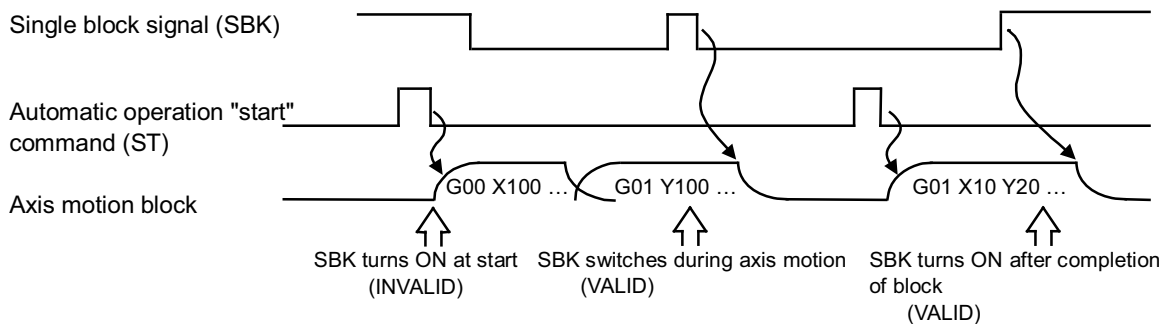 Single block signal (SBK)
Automatic operation "start"
command (ST)
Axis motion block
G00 X100 …
G01 Y100 …
G01 X10 Y20 …
SBK turns ON at start
(INVALID)
SBK switches during axis motion
(VALID)
SBK turns ON after completion
of block
(VALID)